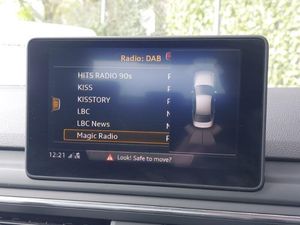 Radio: DAB
HITS RADIO 90s
KISS
KISSTORY
LBC
LBC News
Magic Radio
12:21
Look! Safe to move?